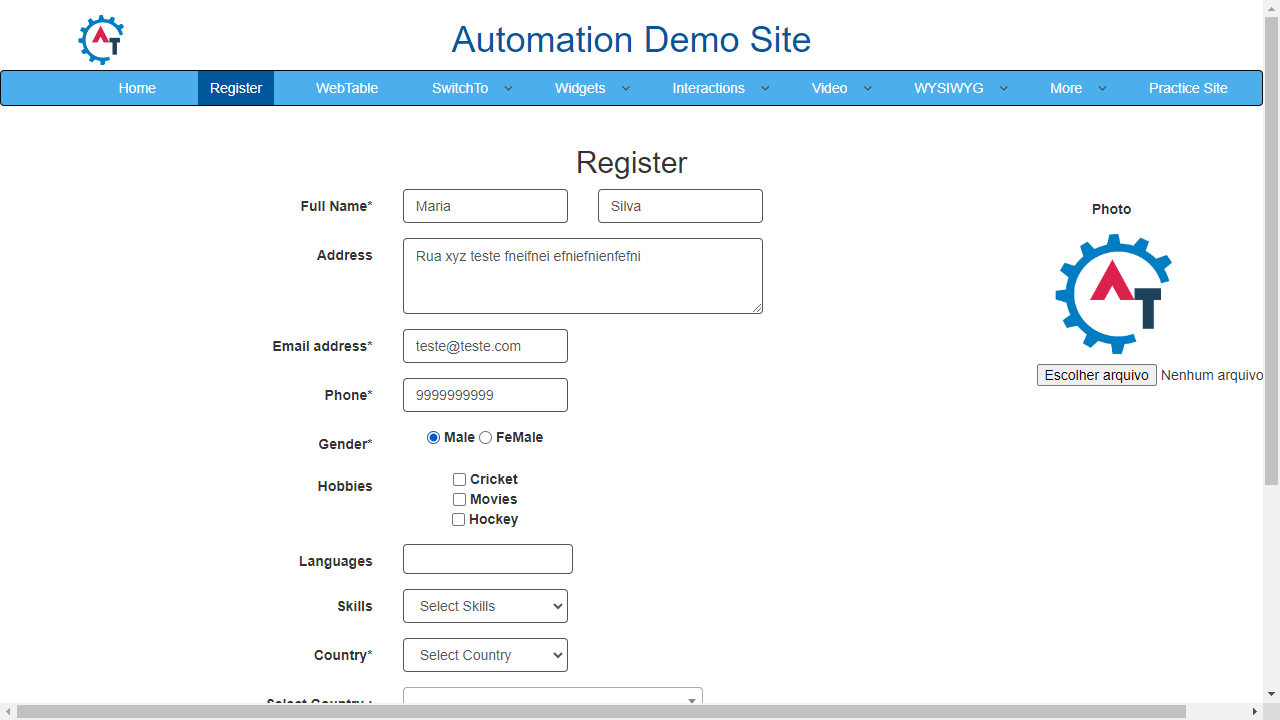 AT
Automation Demo Site
Home Register WebTable SwitchTo Widgets Interactions Video WYSIWYG More Practice Site
Register
Full Name* Maria Silva
Photo
Address Rua xyz teste fneifnei efniefnienfefni
AT
Email address* teste@teste.com
Escolher arquivo Nenhum arquivo
Phone* 9999999999
Gender* Male FeMale
Hobbies Cricket
Movies
Hockey
Languages
Skills Select Skills
Country* Select Country
Select Country :